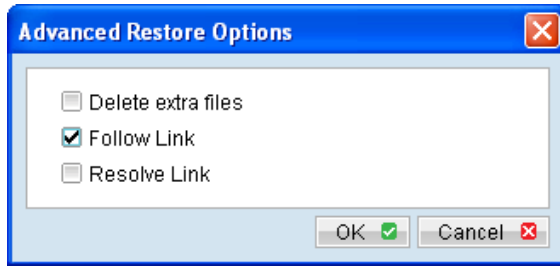 Advanced Restore Options
Delete extra files
Follow Link
Resolve Link
OK Cancel